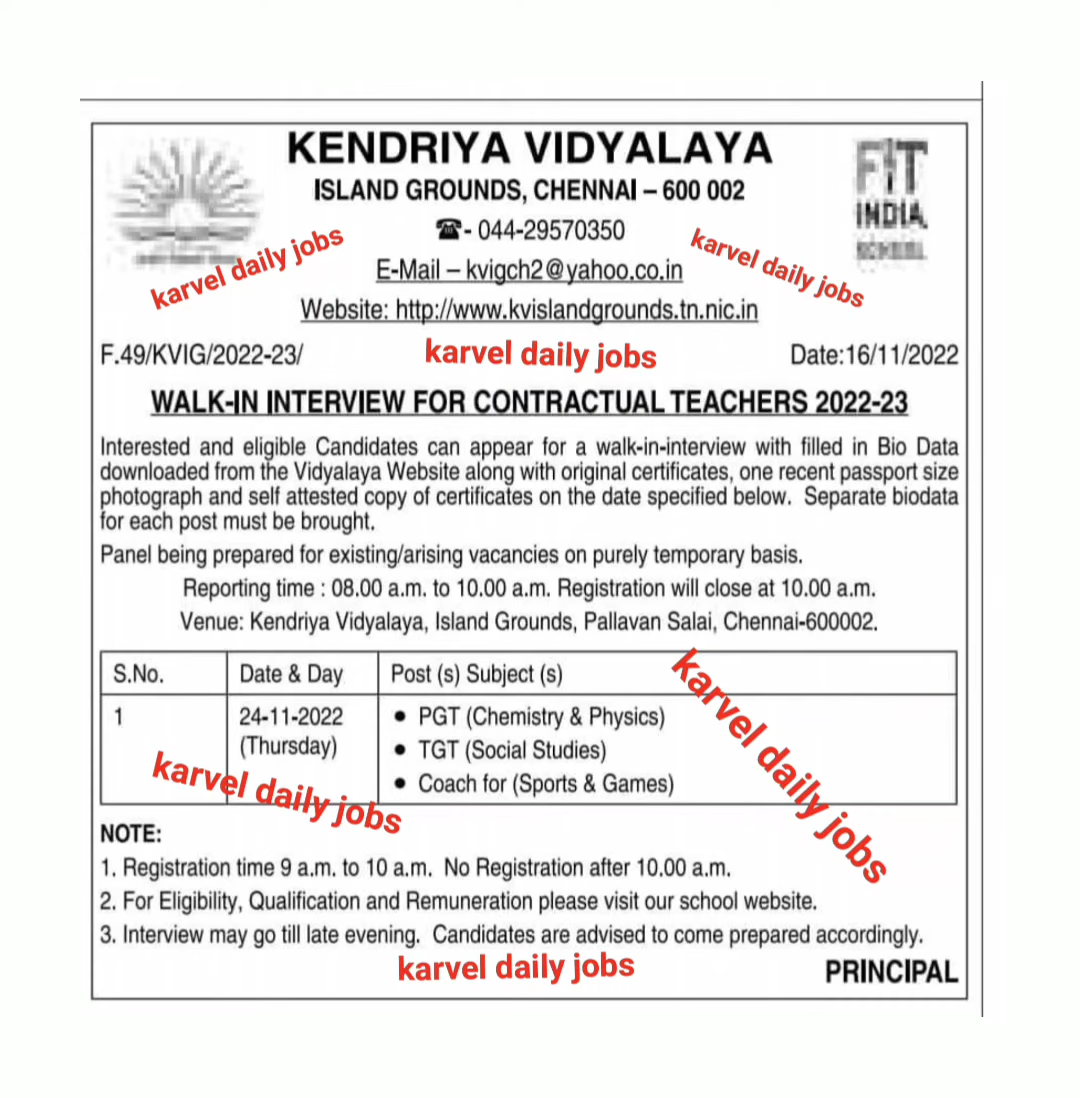 KENDRIYA VIDYALAYA
ISLAND GROUNDS, CHENNAI – 600 002
☎- 044-29570350
E-Mail – kvigch2@yahoo.co.in
Website: http://www.kvislandgrounds.tn.nic.in
FIT
INDIA
SCHOOL
karvel daily jobs
karvel daily jobs
F.49/KVIG/2022-23/
karvel daily jobs
Date:16/11/2022
WALK-IN INTERVIEW FOR CONTRACTUAL TEACHERS 2022-23
Interested and eligible Candidates can appear for a walk-in-interview with filled in Bio Data
downloaded from the Vidyalaya Website along with original certificates, one recent passport size
photograph and self attested copy of certificates on the date specified below. Separate biodata
for each post must be brought.
Panel being prepared for existing/arising vacancies on purely temporary basis.
Reporting time : 08.00 a.m. to 10.00 a.m. Registration will close at 10.00 a.m.
Venue: Kendriya Vidyalaya, Island Grounds, Pallavan Salai, Chennai-600002.
S.No. Date & Day Post (s) Subject (s)
1 24-11-2022 • PGT (Chemistry & Physics)
(Thursday) • TGT (Social Studies)
• Coach for (Sports & Games)
karvel daily jobs
karvel daily jobs
NOTE:
1. Registration time 9 a.m. to 10 a.m. No Registration after 10.00 a.m.
2. For Eligibility, Qualification and Remuneration please visit our school website.
3. Interview may go till late evening. Candidates are advised to come prepared accordingly.
karvel daily jobs
PRINCIPAL